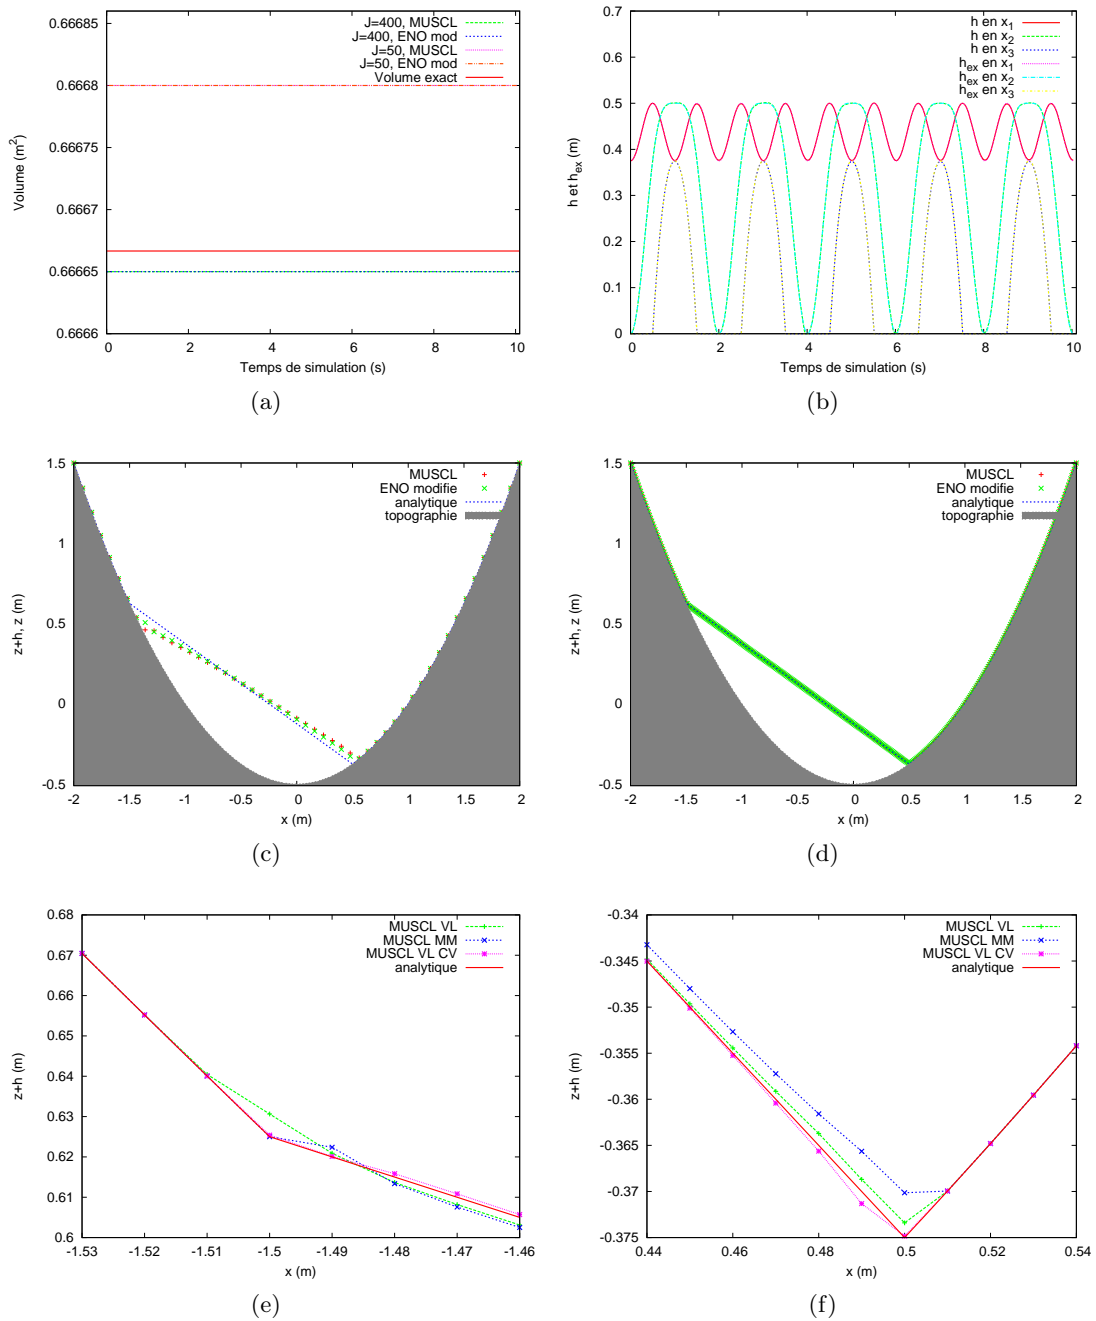 0.66685
0.6668
0.66675
0.6667
0.66665
0.6666
Volume (m²)
J=400, MUSCL
J=400, ENO mod
J=50, MUSCL
J=50, ENO mod
Volume exact
0 2 4 6 8 10
Temps de simulation (s)
(a)
0.7
0.6
0.5
0.4
0.3
0.2
0.1
0
h et h_ex (m)
h en x_1
h en x_2
h en x_3
h_ex en x_1
h_ex en x_2
h_ex en x_3
0 2 4 6 8 10
Temps de simulation (s)
(b)
1.5
1
0.5
0
-0.5
z+h, z (m)
MUSCL
ENO modifie
analytique
topographie
-2 -1.5 -1 -0.5 0 0.5 1 1.5 2
x (m)
(c)
1.5
1
0.5
0
-0.5
z+h, z (m)
MUSCL
ENO modifie
analytique
topographie
-2 -1.5 -1 -0.5 0 0.5 1 1.5 2
x (m)
(d)
0.68
0.67
0.66
0.65
0.64
0.63
0.62
0.61
0.6
z+h (m)
MUSCL VL
MUSCL MM
MUSCL VL CV
analytique
-1.53 -1.52 -1.51 -1.5 -1.49 -1.48 -1.47 -1.46
x (m)
(e)
-0.34
-0.345
-0.35
-0.355
-0.36
-0.365
-0.37
-0.375
z+h (m)
MUSCL VL
MUSCL MM
MUSCL VL CV
analytique
0.44 0.46 0.48 0.5 0.52 0.54
x (m)
(f)